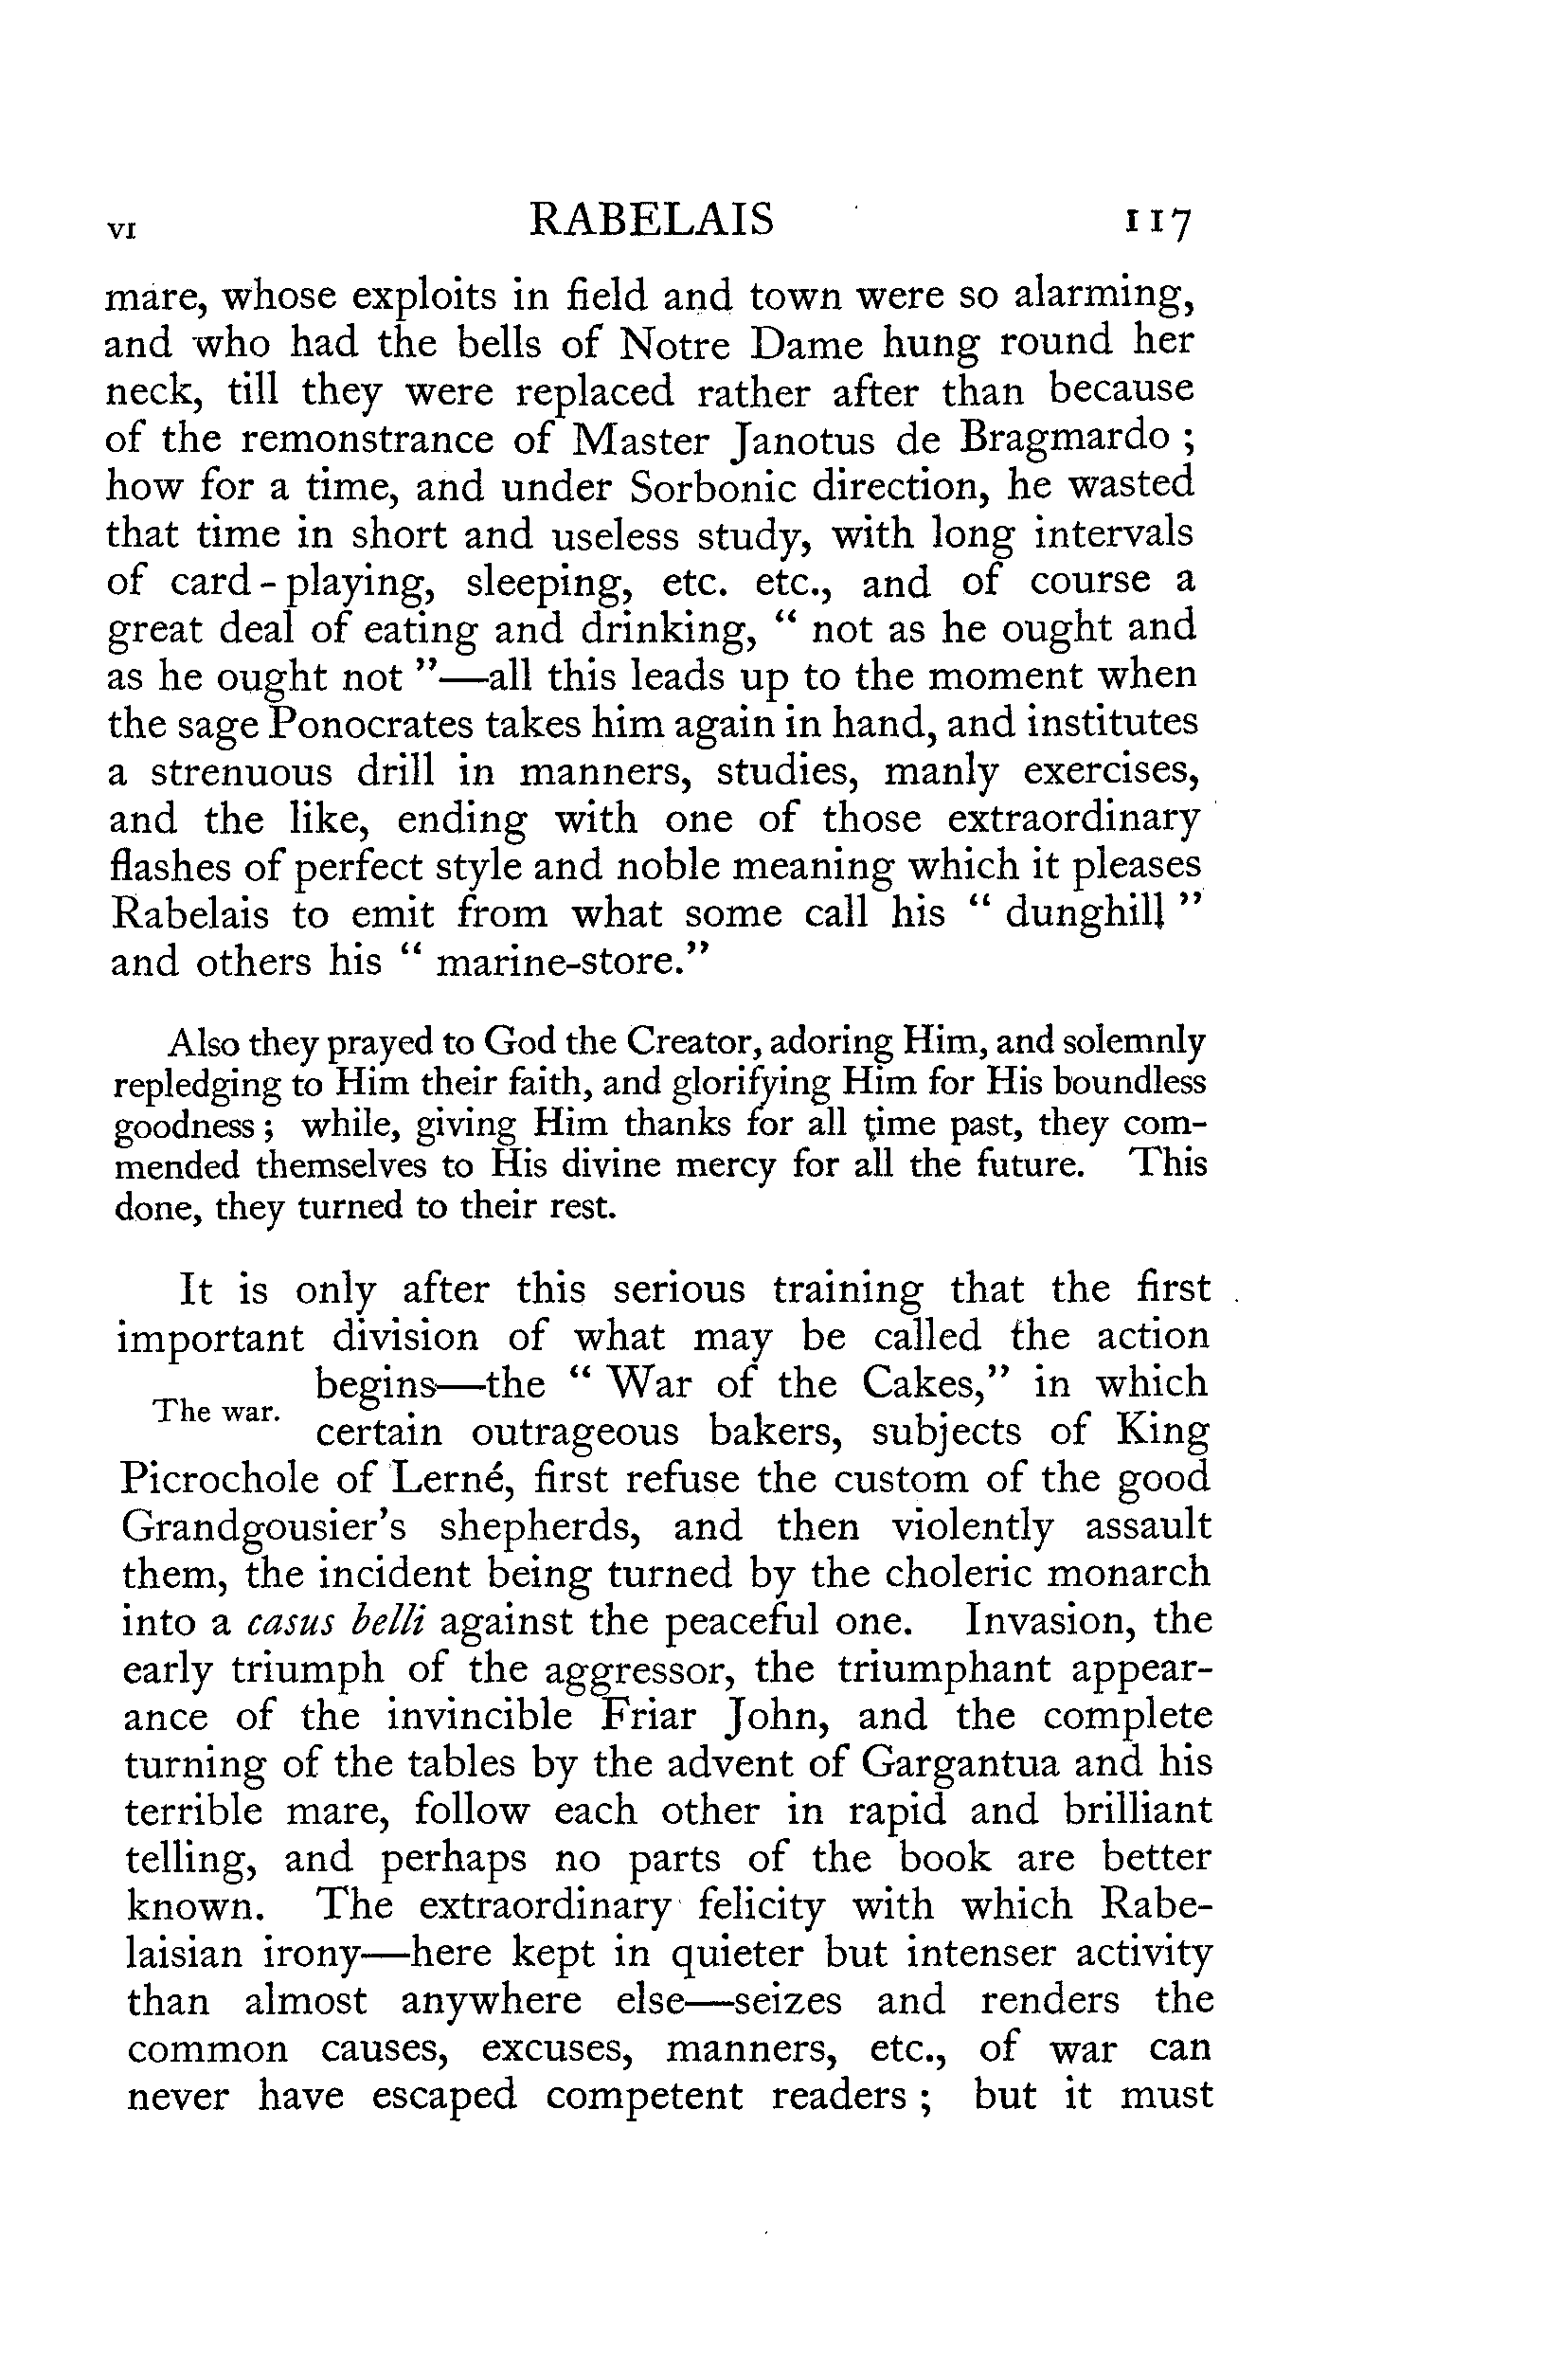 VI RABELAIS 117
mare, whose exploits in field and town were so alarming,
and who had the bells of Notre Dame hung round her
neck, till they were replaced rather after than because
of the remonstrance of Master Janotus de Bragmardo ;
how for a time, and under Sorbonic direction, he wasted
that time in short and useless study, with long intervals
of card-playing, sleeping, etc. etc., and of course a
great deal of eating and drinking, “ not as he ought and
as he ought not ”—all this leads up to the moment when
the sage Ponocrates takes him again in hand, and institutes
a strenuous drill in manners, studies, manly exercises,
and the like, ending with one of those extraordinary
flashes of perfect style and noble meaning which it pleases
Rabelais to emit from what some call his “ dunghill ”
and others his “ marine-store.”
Also they prayed to God the Creator, adoring Him, and solemnly
repledging to Him their faith, and glorifying Him for His boundless
goodness ; while, giving Him thanks for all time past, they com-
mended themselves to His divine mercy for all the future. This
done, they turned to their rest.
It is only after this serious training that the first
important division of what may be called the action
The war.
begins—the “ War of the Cakes,” in which
certain outrageous bakers, subjects of King
Picrochole of Lerné, first refuse the custom of the good
Grandgousier’s shepherds, and then violently assault
them, the incident being turned by the choleric monarch
into a casus belli against the peaceful one. Invasion, the
early triumph of the aggressor, the triumphant appear-
ance of the invincible Friar John, and the complete
turning of the tables by the advent of Gargantua and his
terrible mare, follow each other in rapid and brilliant
telling, and perhaps no parts of the book are better
known. The extraordinary felicity with which Rabe-
laisian irony—here kept in quieter but intenser activity
than almost anywhere else—seizes and renders the
common causes, excuses, manners, etc., of war can
never have escaped competent readers ; but it must